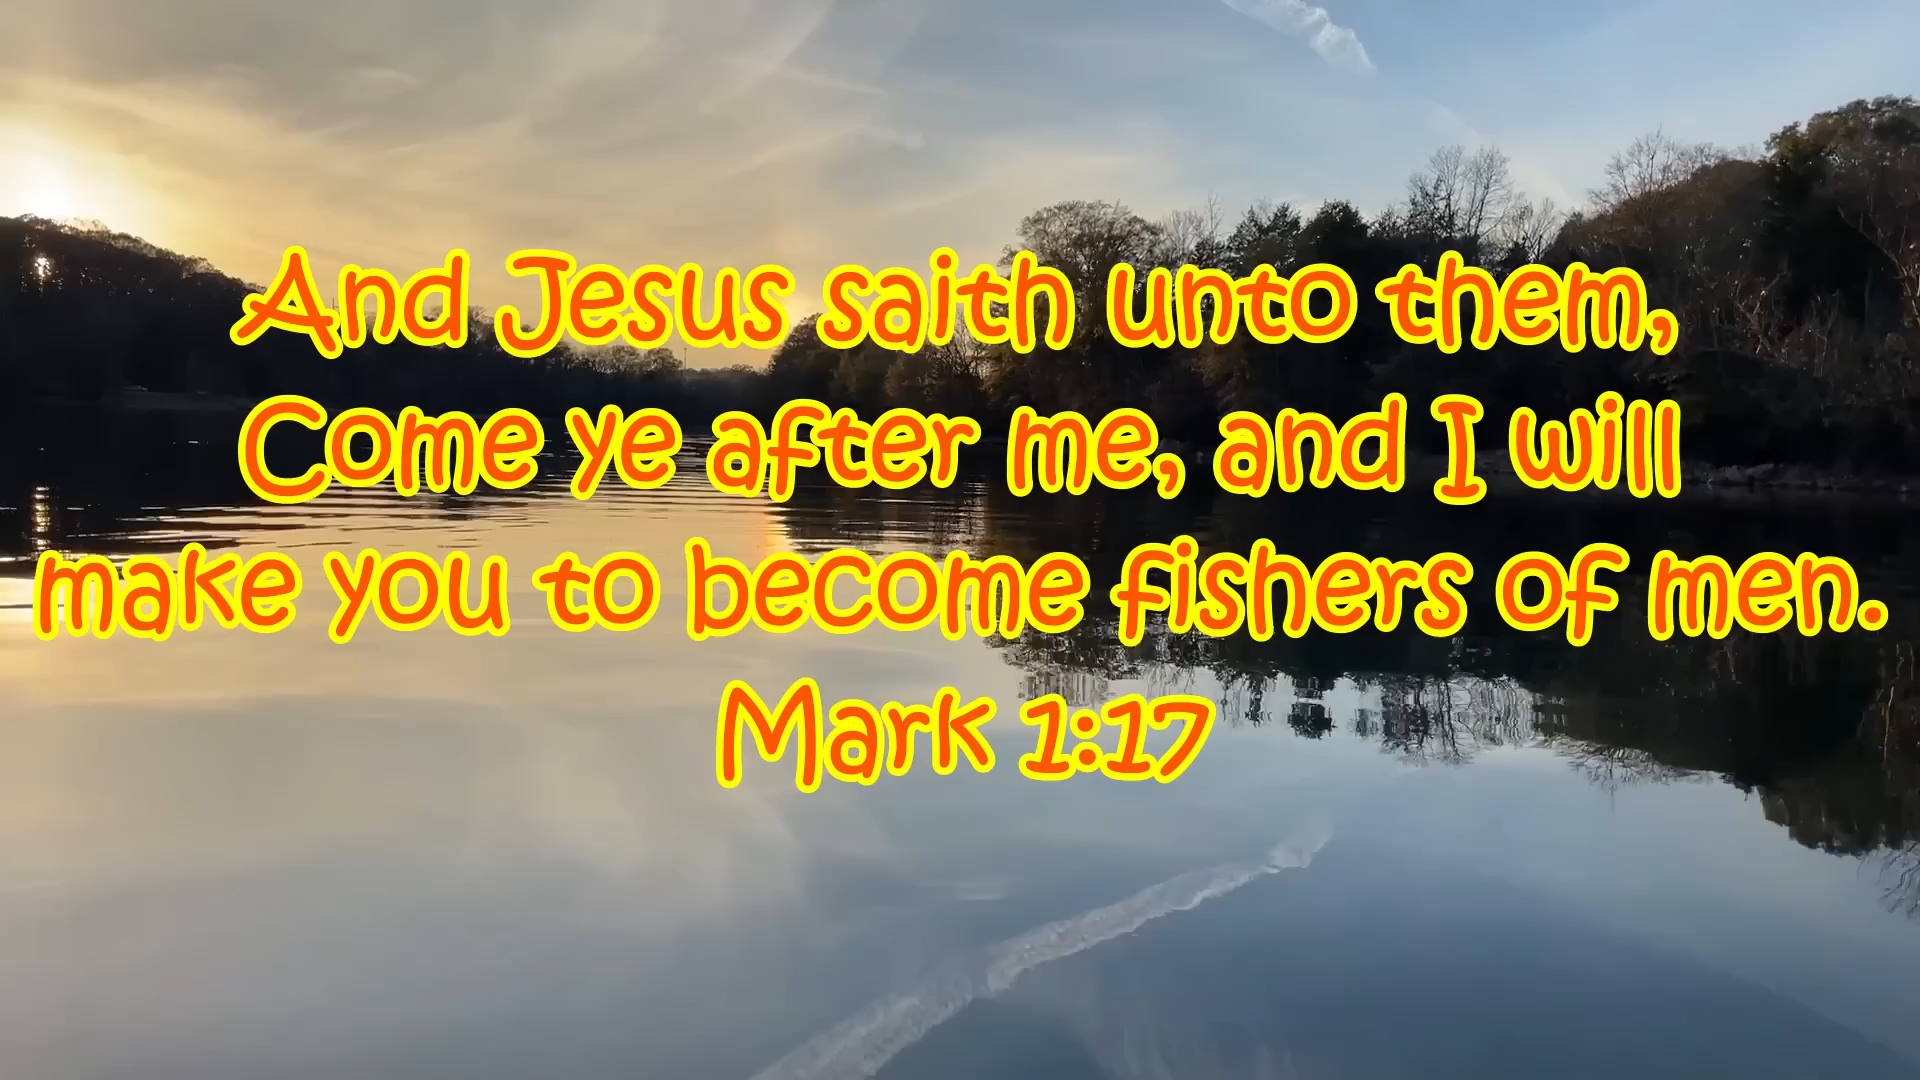 And Jesus saith unto them,
Come ye after me, and I will
make you to become fishers of men.
Mark 1:17